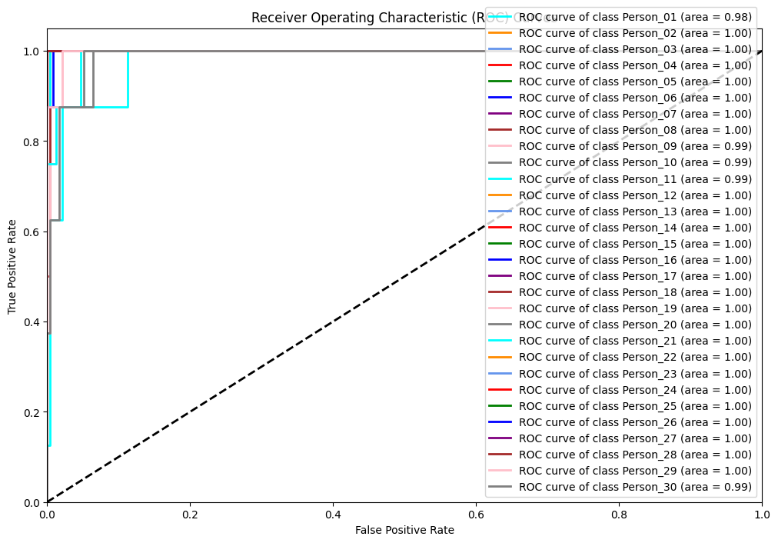 Receiver Operating Characteristic (ROC)
ROC curve of class Person_01 (area = 0.98)
ROC curve of class Person_02 (area = 1.00)
ROC curve of class Person_03 (area = 1.00)
ROC curve of class Person_04 (area = 1.00)
ROC curve of class Person_05 (area = 1.00)
ROC curve of class Person_06 (area = 1.00)
ROC curve of class Person_07 (area = 1.00)
ROC curve of class Person_08 (area = 1.00)
ROC curve of class Person_09 (area = 0.99)
ROC curve of class Person_10 (area = 0.99)
ROC curve of class Person_11 (area = 0.99)
ROC curve of class Person_12 (area = 1.00)
ROC curve of class Person_13 (area = 1.00)
ROC curve of class Person_14 (area = 1.00)
ROC curve of class Person_15 (area = 1.00)
ROC curve of class Person_16 (area = 1.00)
ROC curve of class Person_17 (area = 1.00)
ROC curve of class Person_18 (area = 1.00)
ROC curve of class Person_19 (area = 1.00)
ROC curve of class Person_20 (area = 1.00)
ROC curve of class Person_21 (area = 1.00)
ROC curve of class Person_22 (area = 1.00)
ROC curve of class Person_23 (area = 1.00)
ROC curve of class Person_24 (area = 1.00)
ROC curve of class Person_25 (area = 1.00)
ROC curve of class Person_26 (area = 1.00)
ROC curve of class Person_27 (area = 1.00)
ROC curve of class Person_28 (area = 1.00)
ROC curve of class Person_29 (area = 1.00)
ROC curve of class Person_30 (area = 0.99)
True Positive Rate
1.0
0.8
0.6
0.4
0.2
0.0
0.0 0.2 0.4 0.6 0.8 1.0
False Positive Rate